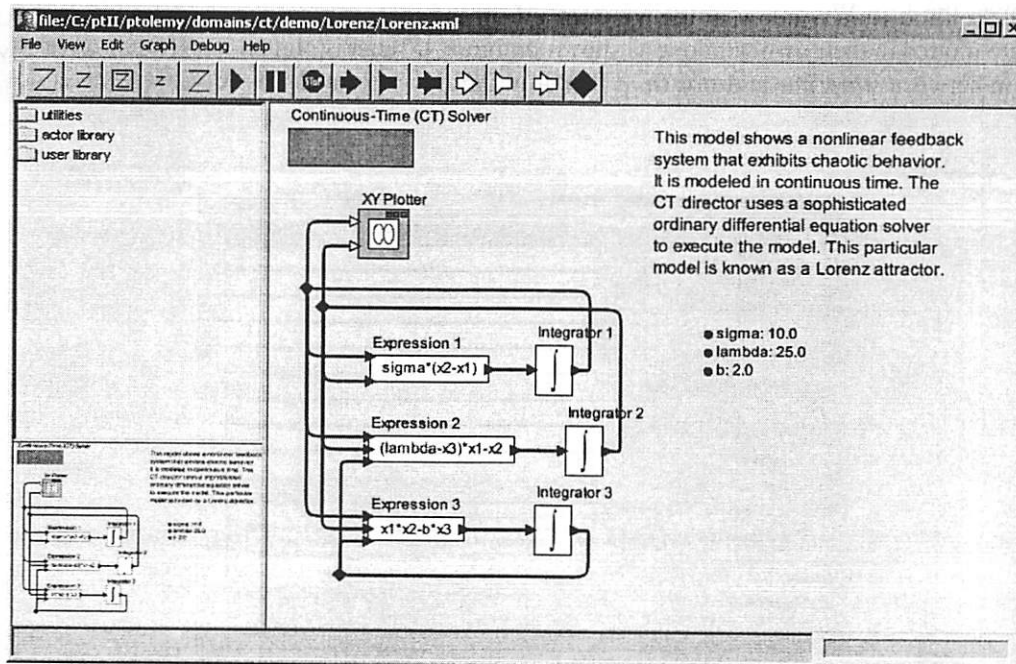 file:/C:/ptII/ptolemy/domains/ct/demo/Lorenz/Lorenz.xml
File View Edit Graph Debug Help
utilities
actor library
user library
Continuous-Time (CT) Solver
This model shows a nonlinear feedback
system that exhibits chaotic behavior.
It is modeled in continuous time. The
CT director uses a sophisticated
ordinary differential equation solver
to execute the model. This particular
model is known as a Lorenz attractor.
XY Plotter
sigma: 10.0
lambda: 25.0
b: 2.0
Expression 1
sigma*(x2-x1)
Integrator 1
Expression 2
(lambda-x3)*x1-x2
Integrator 2
Expression 3
x1*x2-b*x3
Integrator 3